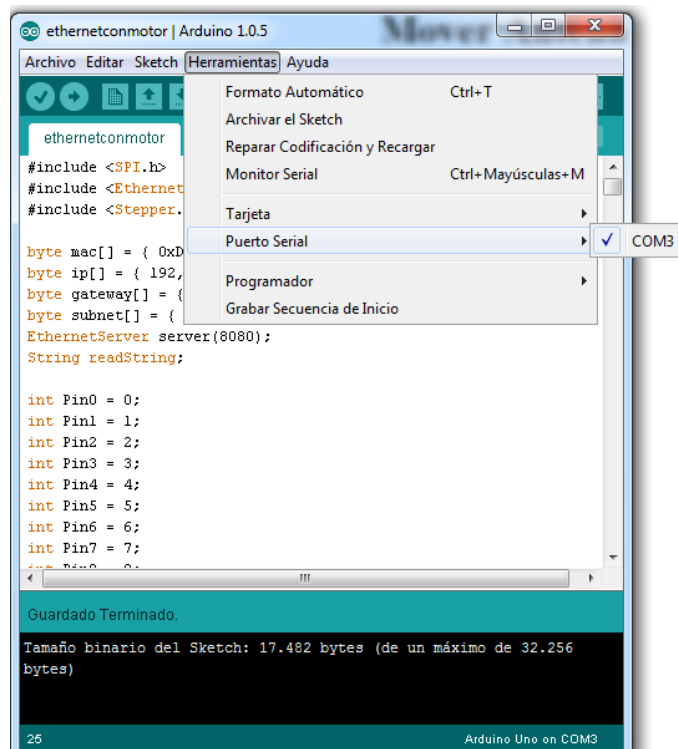 ethernetconmotor | Arduino 1.0.5
Mover
Archivo Editar Sketch Herramientas Ayuda
Formato Automático Ctrl+T
Archivar el Sketch
Reparar Codificación y Recargar
Monitor Serial Ctrl+Mayúsculas+M
Tarjeta
Puerto Serial
COM3
Programador
Grabar Secuencia de Inicio
ethernetconmotor
#include <SPI.h>
#include <Ethernet
#include <Stepper.
byte mac[] = { 0xD
byte ip[] = { 192,
byte gateway[] = {
byte subnet[] = {
EthernetServer server(8080);
String readString;
int Pin0 = 0;
int Pin1 = 1;
int Pin2 = 2;
int Pin3 = 3;
int Pin4 = 4;
int Pin5 = 5;
int Pin6 = 6;
int Pin7 = 7;
Guardado Terminado.
Tamaño binario del Sketch: 17.482 bytes (de un máximo de 32.256
bytes)
25 Arduino Uno on COM3